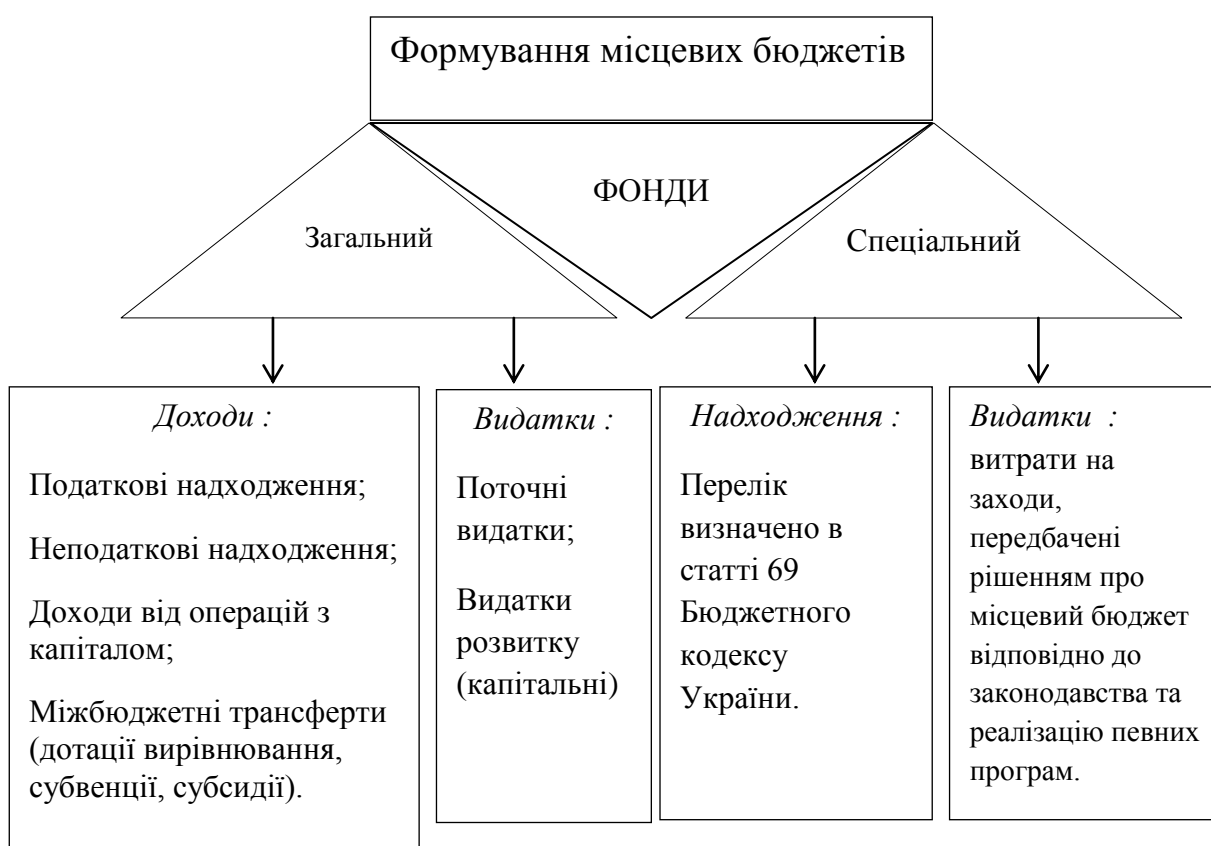 Формування місцевих бюджетів
ФОНДИ
Загальний
Спеціальний
Доходи :
Податкові надходження;
Неподаткові надходження;
Доходи від операцій з
капіталом;
Міжбюджетні трансферти
(дотації вирівнювання,
субвенції, субсидії).
Видатки :
Поточні
видатки;
Видатки
розвитку
(капітальні)
Надходження :
Перелік
визначено в
статті 69
Бюджетного
кодексу
України.
Видатки :
витрати на
заходи,
передбачені
рішенням про
місцевий бюджет
відповідно до
законодавства та
реалізацію певних
програм.